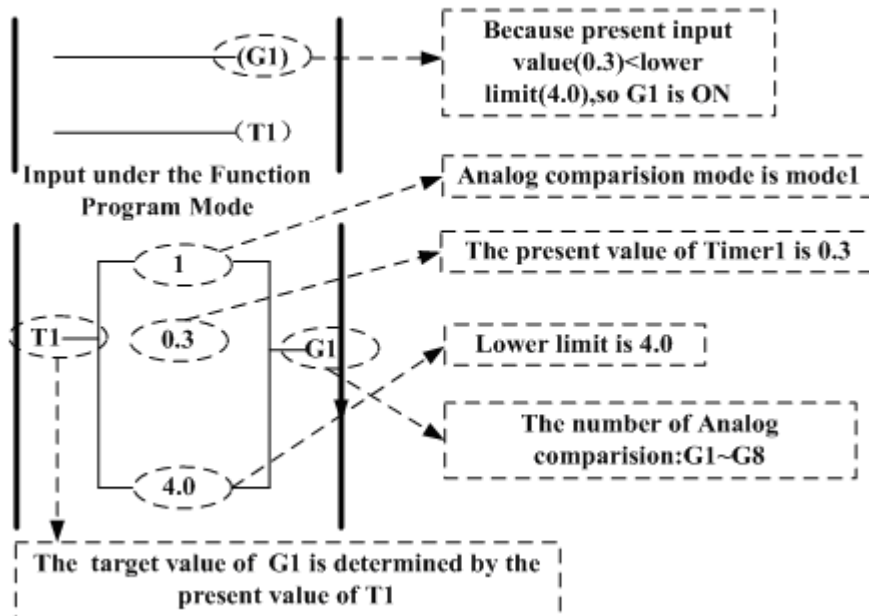 (G1)
Because present input
value(0.3)<lower
limit(4.0),so G1 is ON
(T1)
Input under the Function
Program Mode
Analog comparision mode is mode1
1
The present value of Timer1 is 0.3
T1
0.3
G1
Lower limit is 4.0
The number of Analog
comparision:G1~G8
4.0
The target value of G1 is determined by the
present value of T1